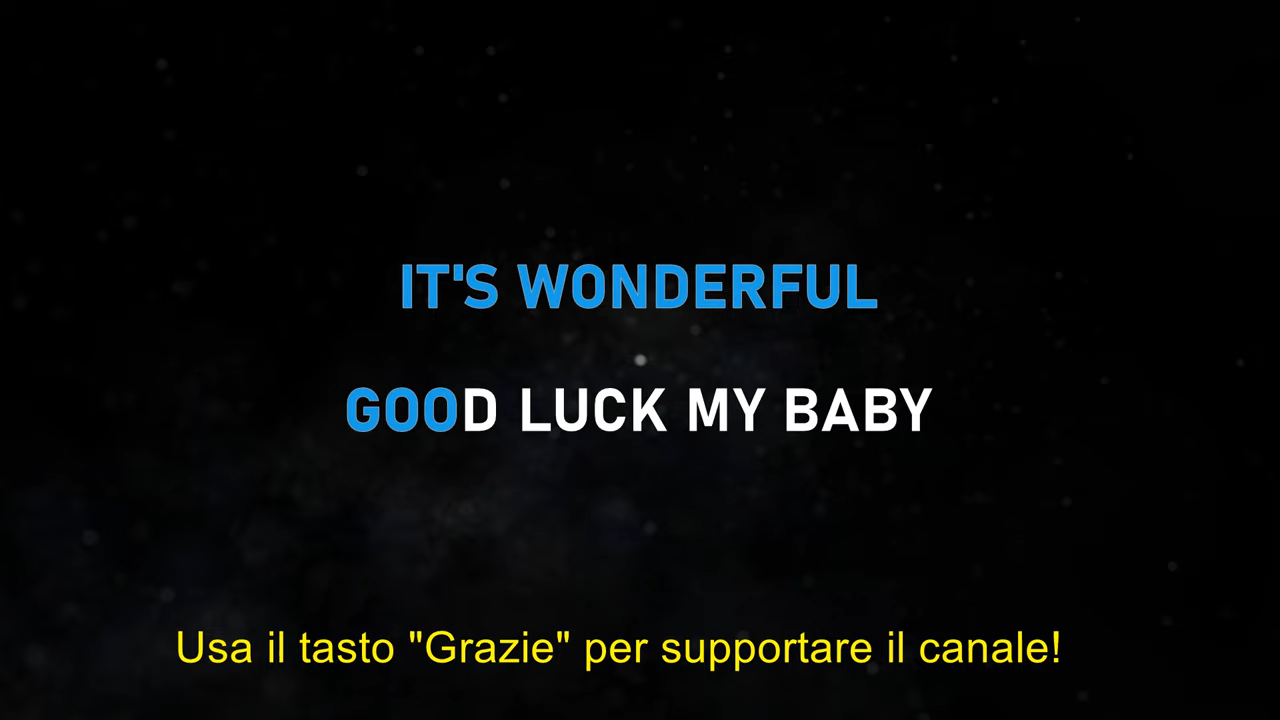 IT'S WONDERFUL
GOOD LUCK MY BABY
Usa il tasto "Grazie" per supportare il canale!